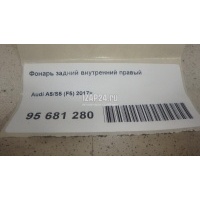 Фонарь задний внутренний правый
Audi A5/S5 (F5) 2017>
95 681 280